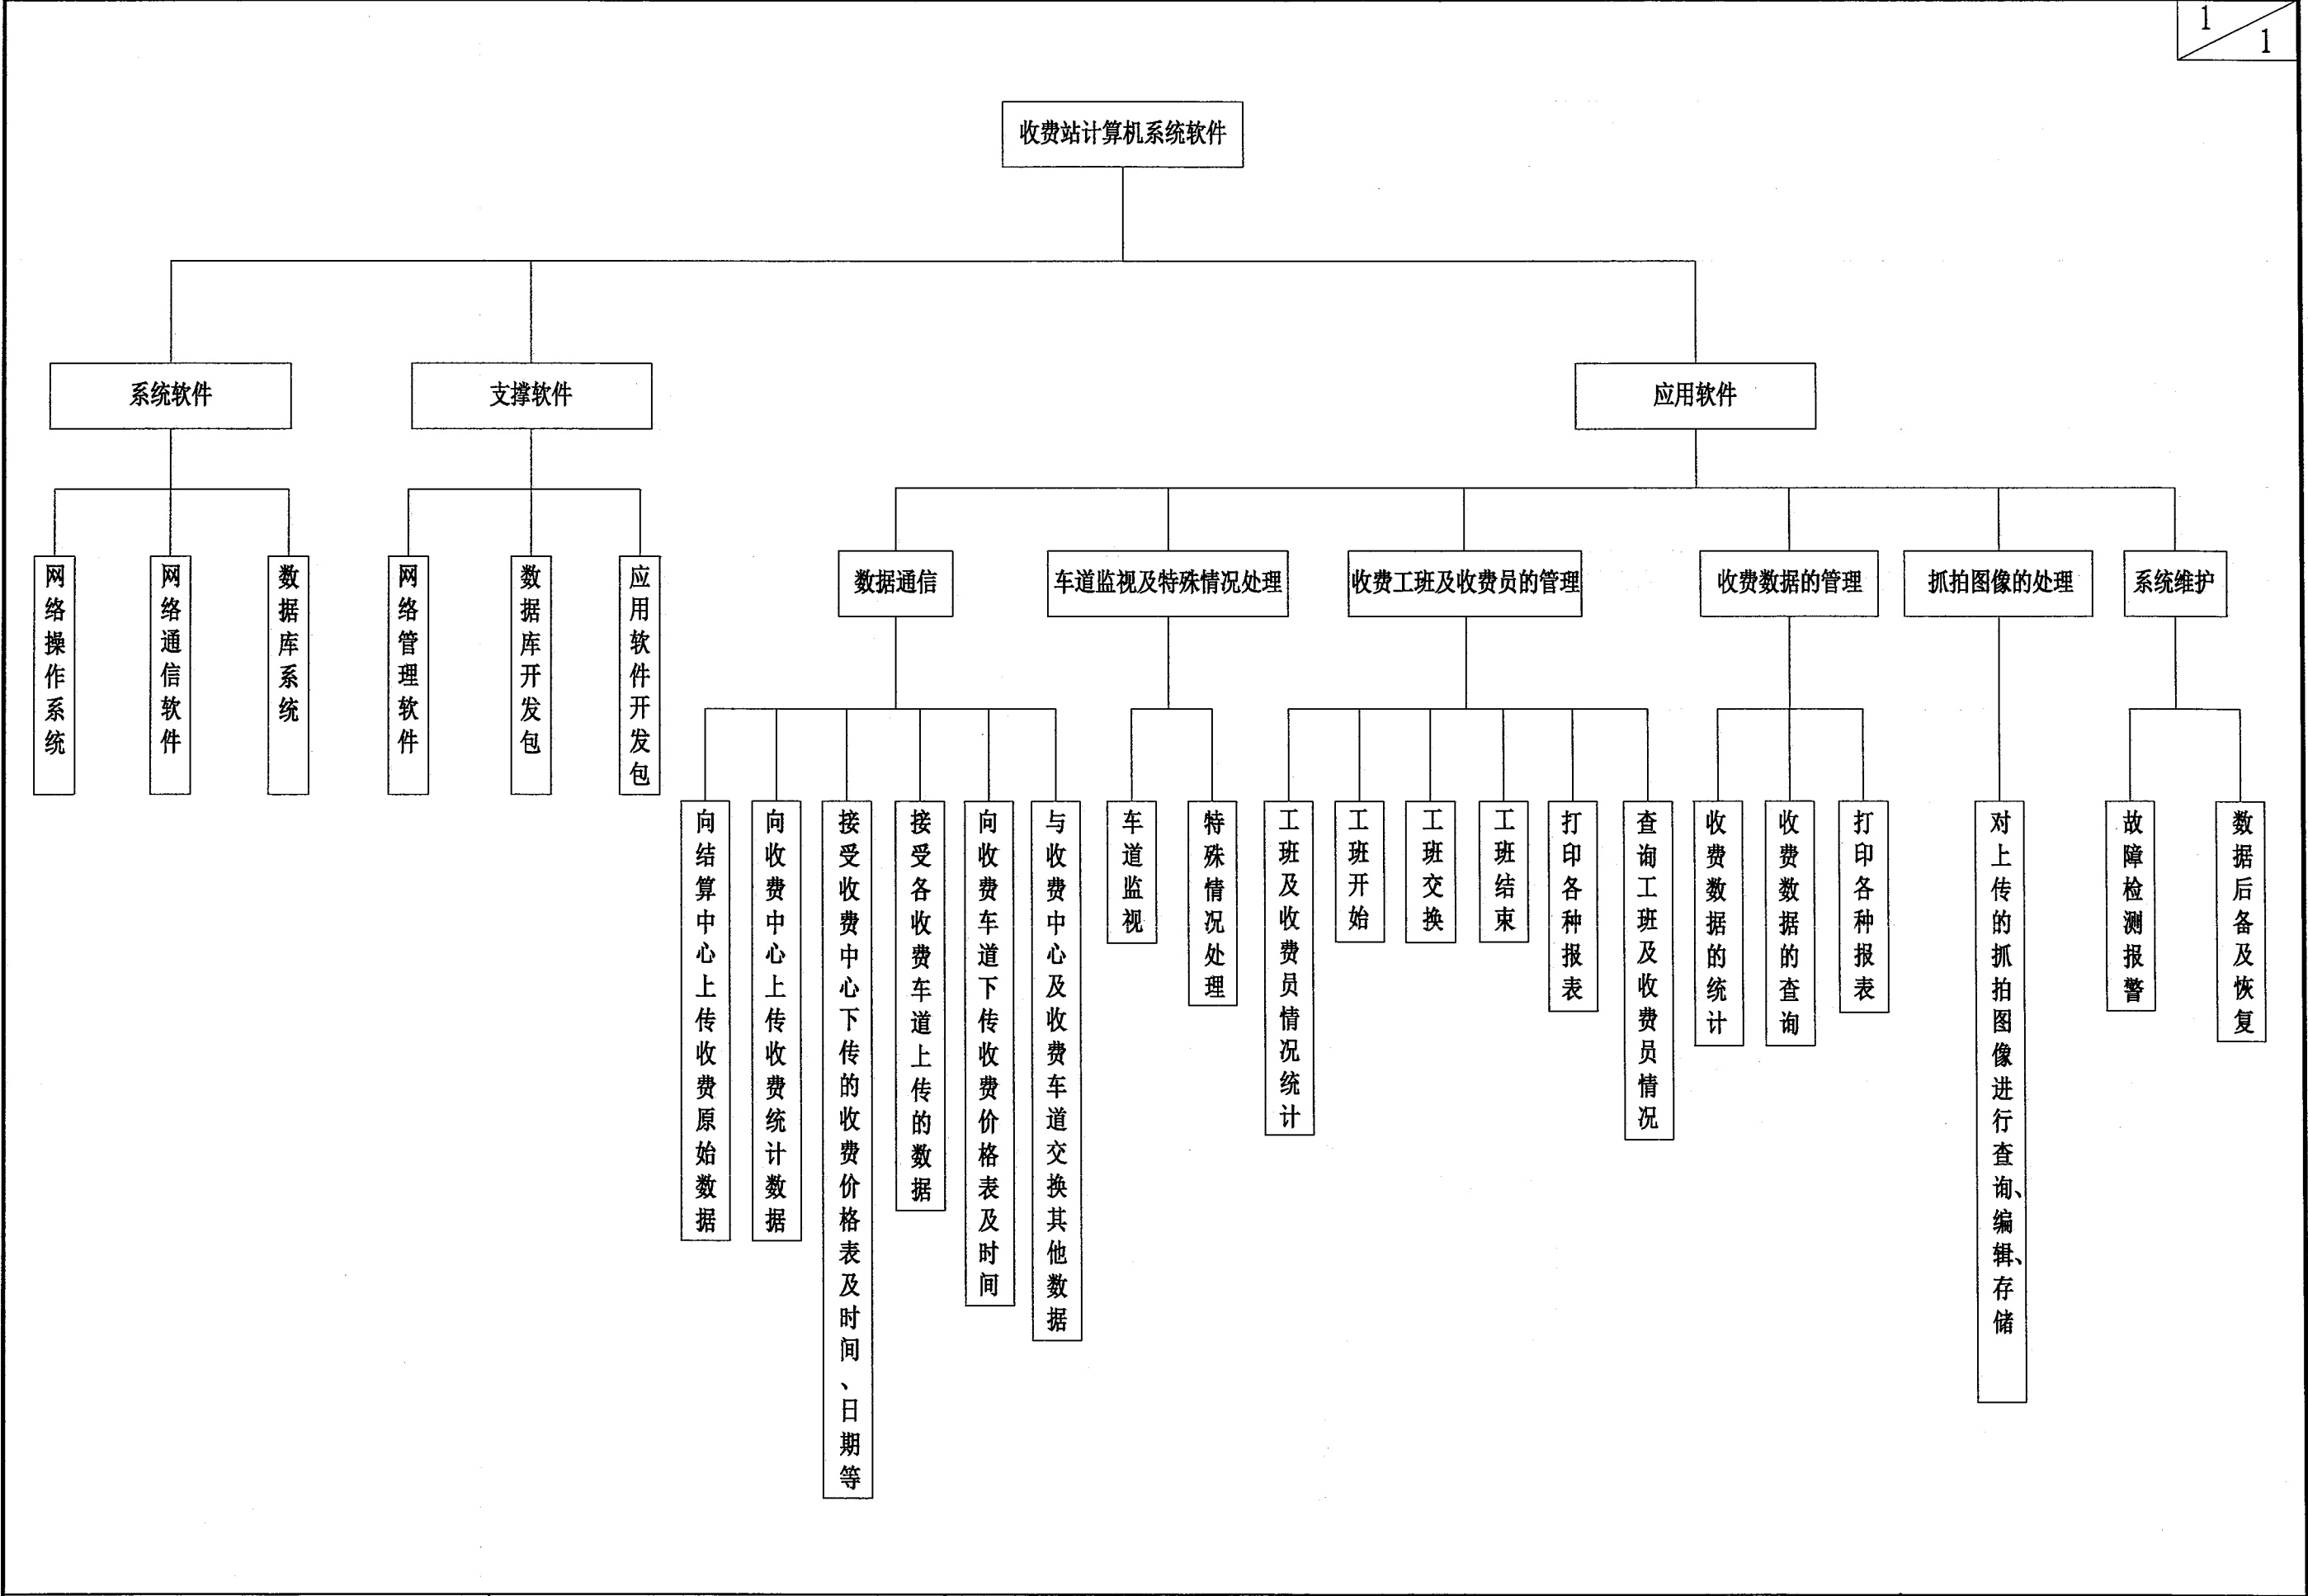 1
1
收费站计算机系统软件
系统软件
支撑软件
应用软件
网络操作系统
网络通信软件
数据库系统
网络管理软件
数据库开发包
应用软件开发包
数据通信
车道监视及特殊情况处理
收费工班及收费员的管理
收费数据的管理
抓拍图像的处理
系统维护
向结算中心上传收费原始数据
向收费中心上传收费统计数据
接受收费中心下传的收费价格表及时间、日期等
接受各收费车道上传的数据
向收费车道下传收费价格表及时间
与收费中心及收费车道交换其他数据
车道监视
特殊情况处理
工班及收费员情况统计
工班开始
工班交换
工班结束
打印各种报表
查询工班及收费员情况
收费数据的统计
收费数据的查询
打印各种报表
对上传的抓拍图像进行查询、编辑、存储
故障检测报警
数据后备及恢复